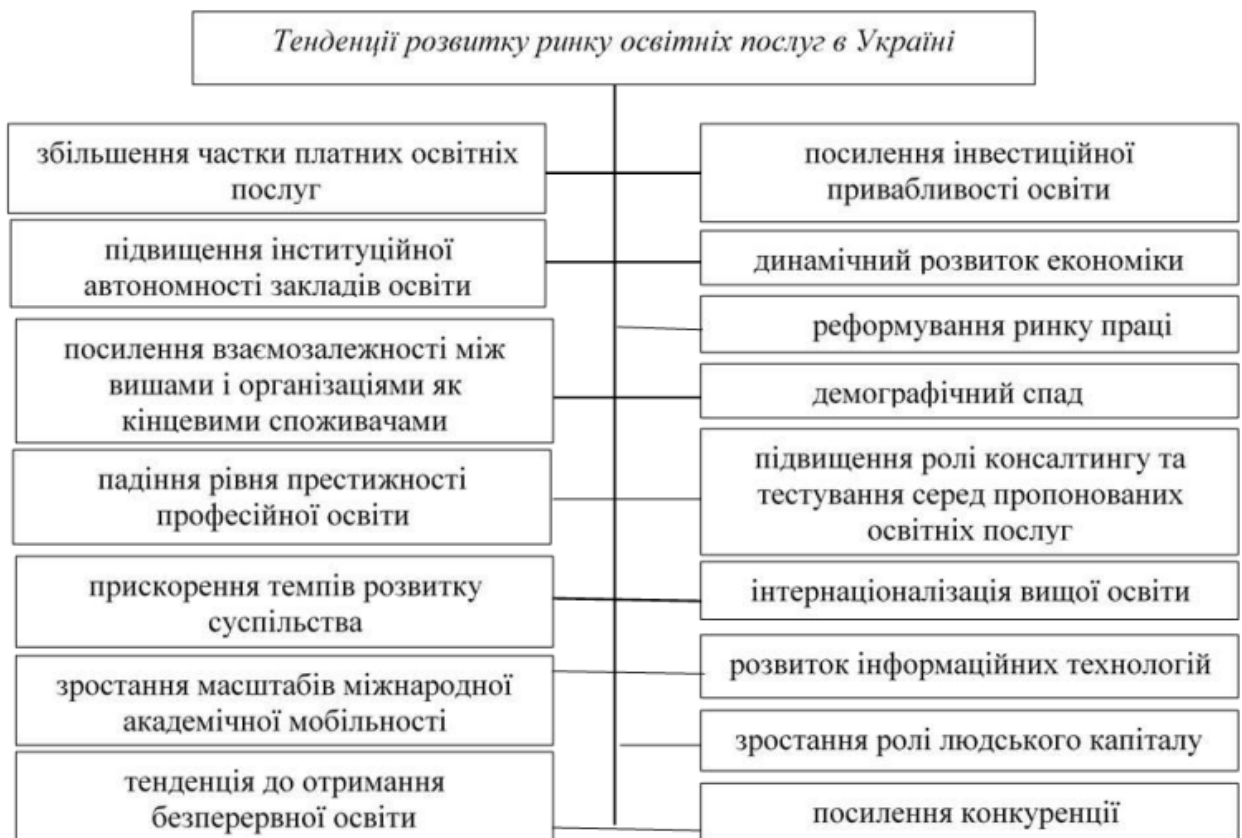 Тенденції розвитку ринку освітніх послуг в Україні
збільшення частки платних освітніх
послуг
підвищення інституційної
автономності закладів освіти
посилення взаємозалежності між
вишами і організаціями як
кінцевими споживачами
падіння рівня престижності
професійної освіти
прискорення темпів розвитку
суспільства
зростання масштабів міжнародної
академічної мобільності
тенденція до отримання
безперервної освіти
посилення інвестиційної
привабливості освіти
динамічний розвиток економіки
реформування ринку праці
демографічний спад
підвищення ролі консалтингу та
тестування серед пропонованих
освітніх послуг
інтернаціоналізація вищої освіти
розвиток інформаційних технологій
зростання ролі людського капіталу
посилення конкуренції